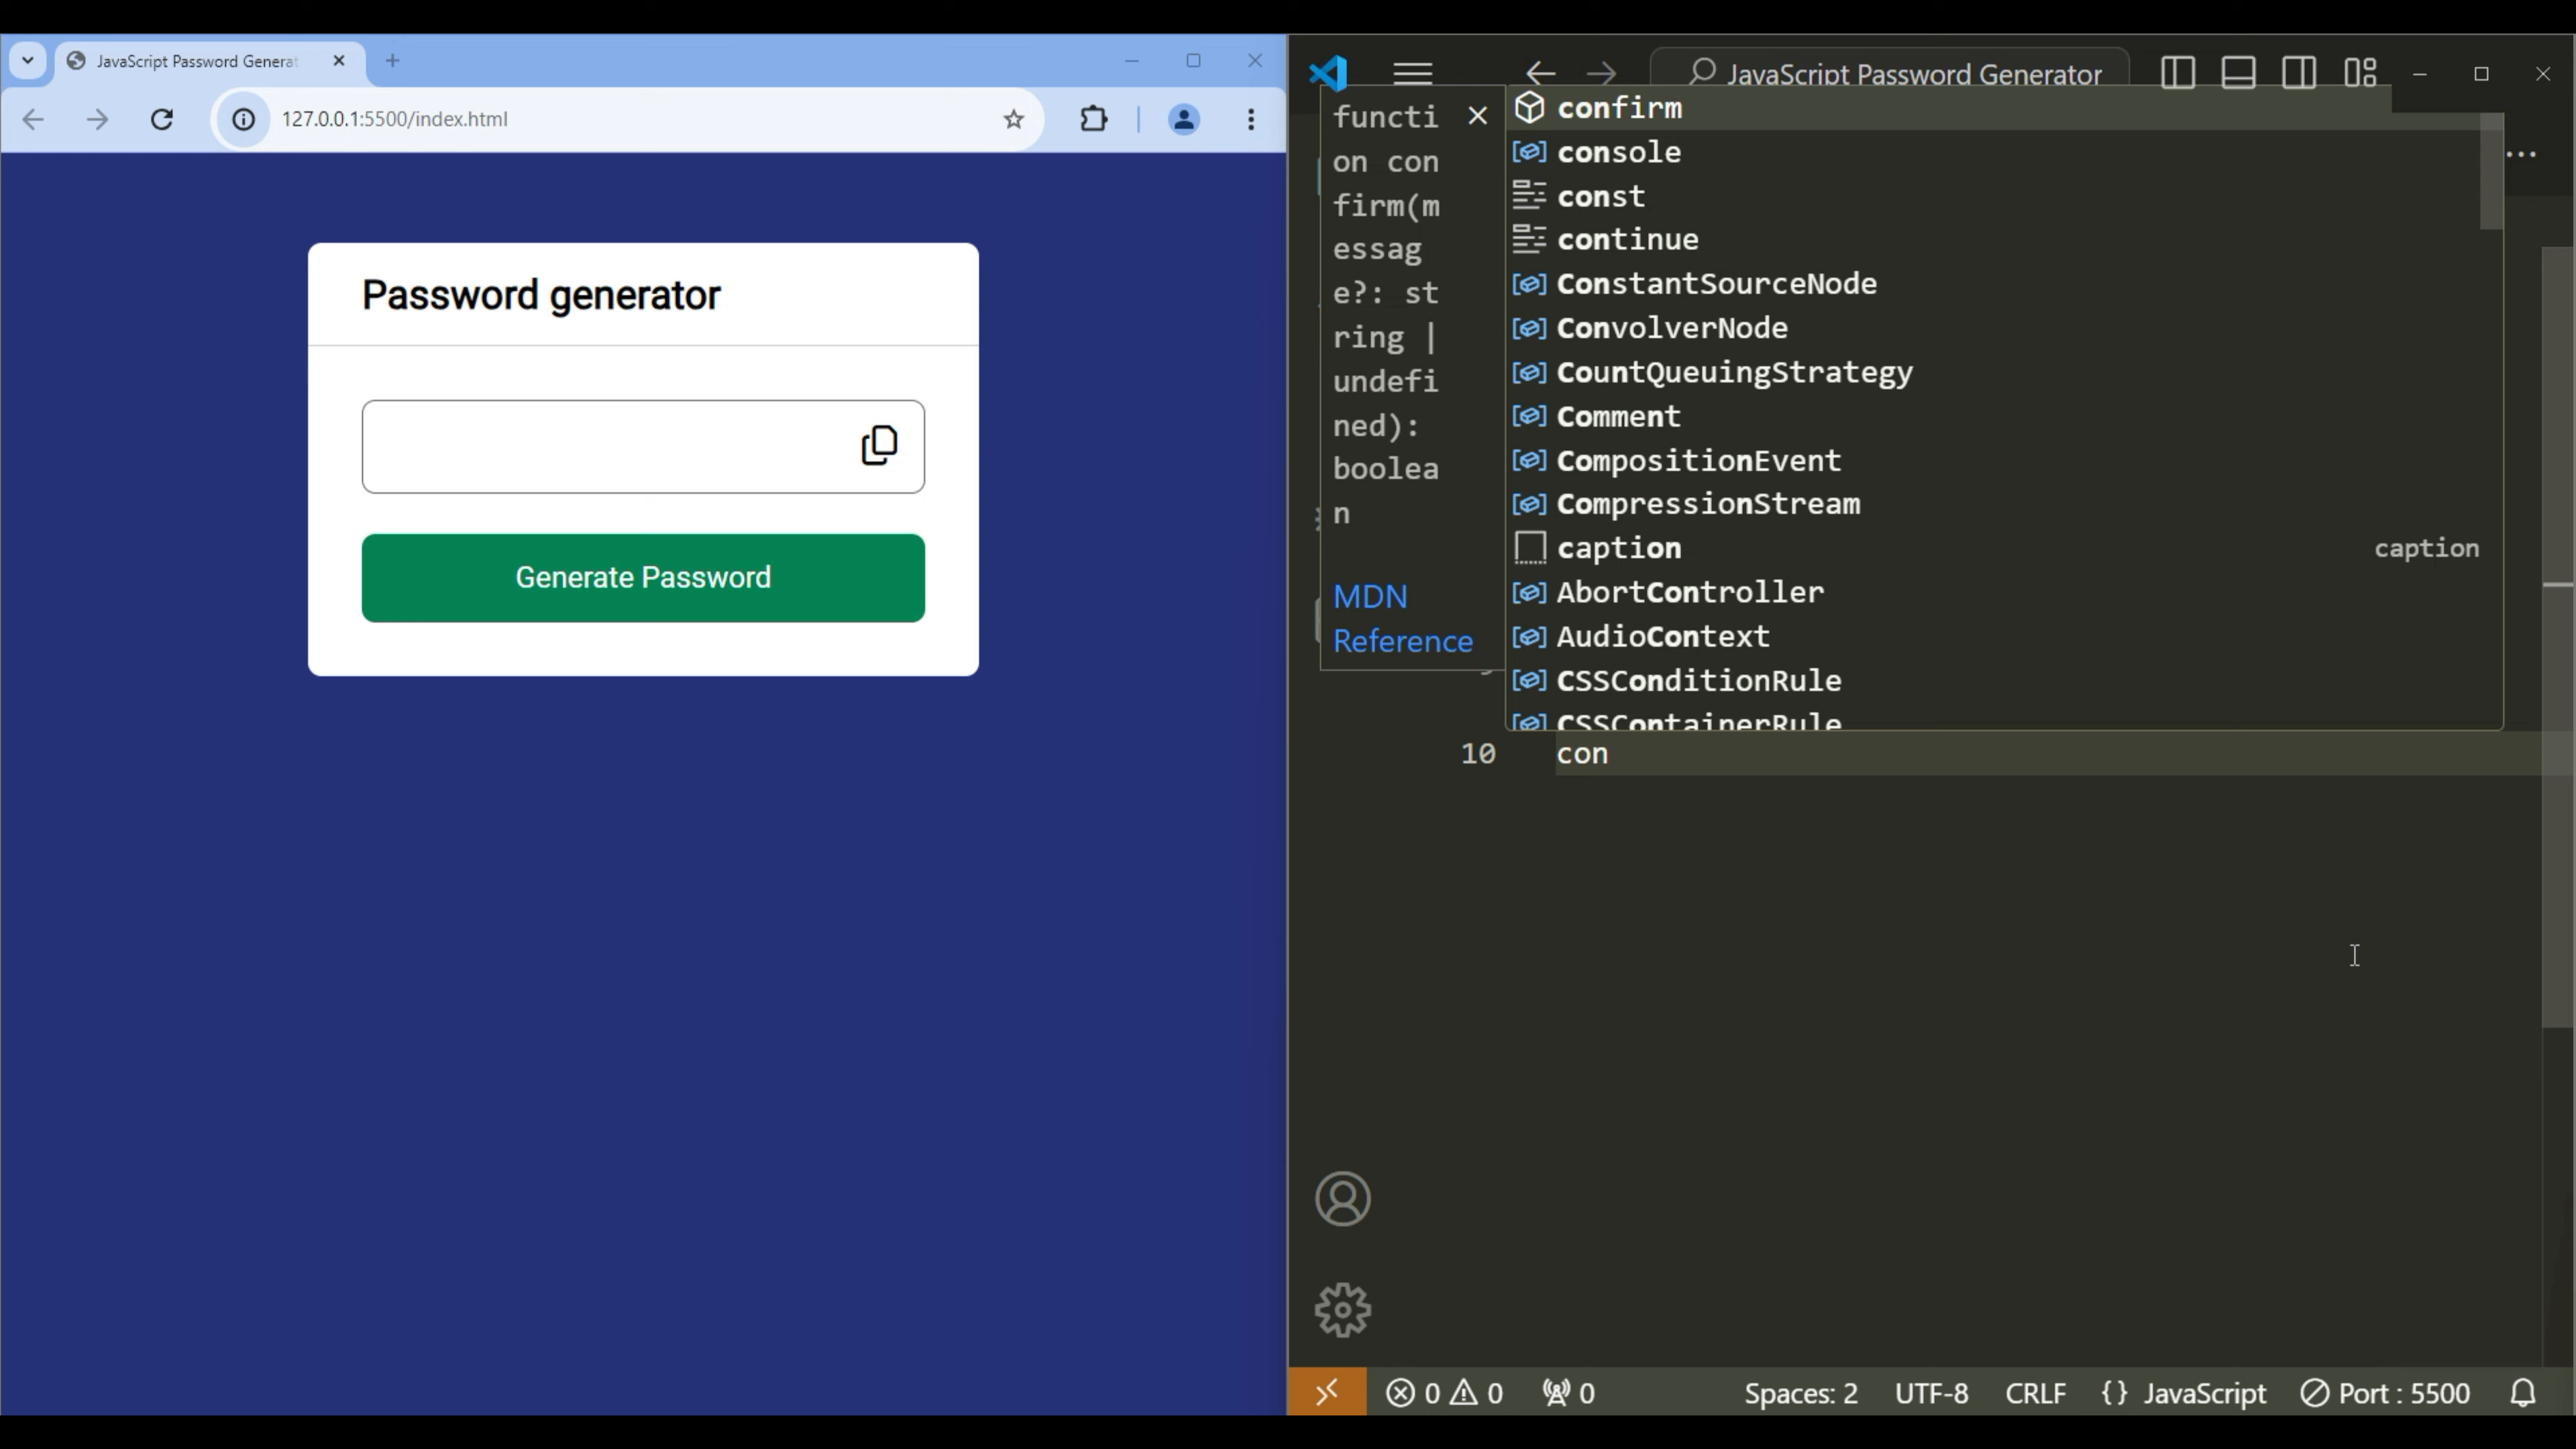 JavaScript Password Generat
127.0.0.1:5500/index.html
Password generator
Generate Password
JavaScript Password Generator
functi
on con
firm(m
essag
e?: st
ring |
undefi
ned):
boolea
n
MDN
Reference
confirm
console
const
continue
ConstantSourceNode
ConvolverNode
CountQueuingStrategy
Comment
CompositionEvent
CompressionStream
caption caption
AbortController
AudioContext
CSSConditionRule
CSSContainerRule
10 con
0 0 0 Spaces: 2 UTF-8 CRLF {} JavaScript Port : 5500